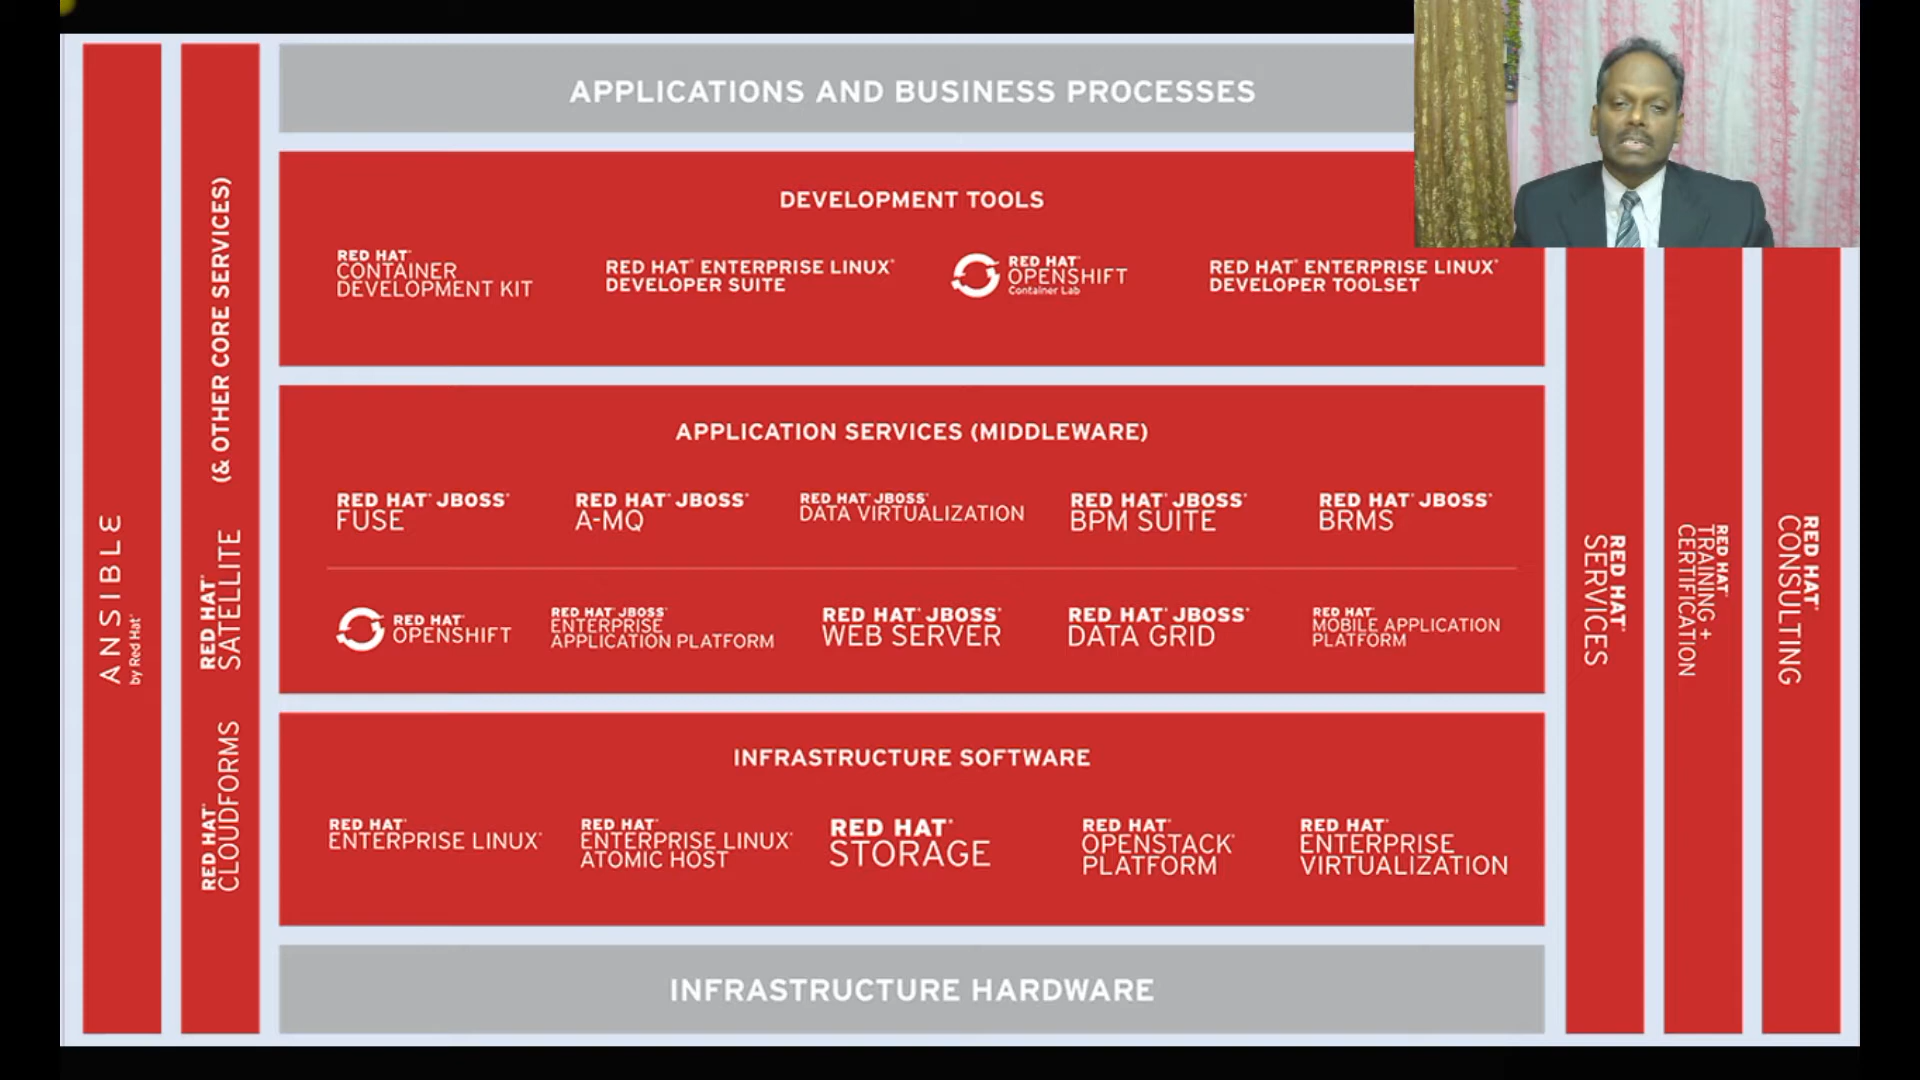 APPLICATIONS AND BUSINESS PROCESSES
DEVELOPMENT TOOLS
RED HAT®
CONTAINER
DEVELOPMENT KIT
RED HAT® ENTERPRISE LINUX®
DEVELOPER SUITE
RED HAT®
OPENSHIFT
Container Lab
RED HAT® ENTERPRISE LINUX®
DEVELOPER TOOLSET
APPLICATION SERVICES (MIDDLEWARE)
RED HAT® JBOSS®
FUSE
RED HAT® JBOSS®
A-MQ
RED HAT® JBOSS®
DATA VIRTUALIZATION
RED HAT® JBOSS®
BPM SUITE
RED HAT® JBOSS®
BRMS
RED HAT®
OPENSHIFT
RED HAT® JBOSS®
ENTERPRISE
APPLICATION PLATFORM
RED HAT® JBOSS®
WEB SERVER
RED HAT® JBOSS®
DATA GRID
RED HAT®
MOBILE APPLICATION
PLATFORM
INFRASTRUCTURE SOFTWARE
RED HAT®
ENTERPRISE LINUX®
RED HAT®
ENTERPRISE LINUX®
ATOMIC HOST
RED HAT®
STORAGE
RED HAT®
OPENSTACK®
PLATFORM
RED HAT®
ENTERPRISE
VIRTUALIZATION
INFRASTRUCTURE HARDWARE
ANSIBLE
by Red Hat®
RED HAT®
CLOUDFORMS
RED HAT®
SATELLITE
(& OTHER CORE SERVICES)
RED HAT®
SERVICES
RED HAT®
TRAINING +
CERTIFICATION
RED HAT®
CONSULTING